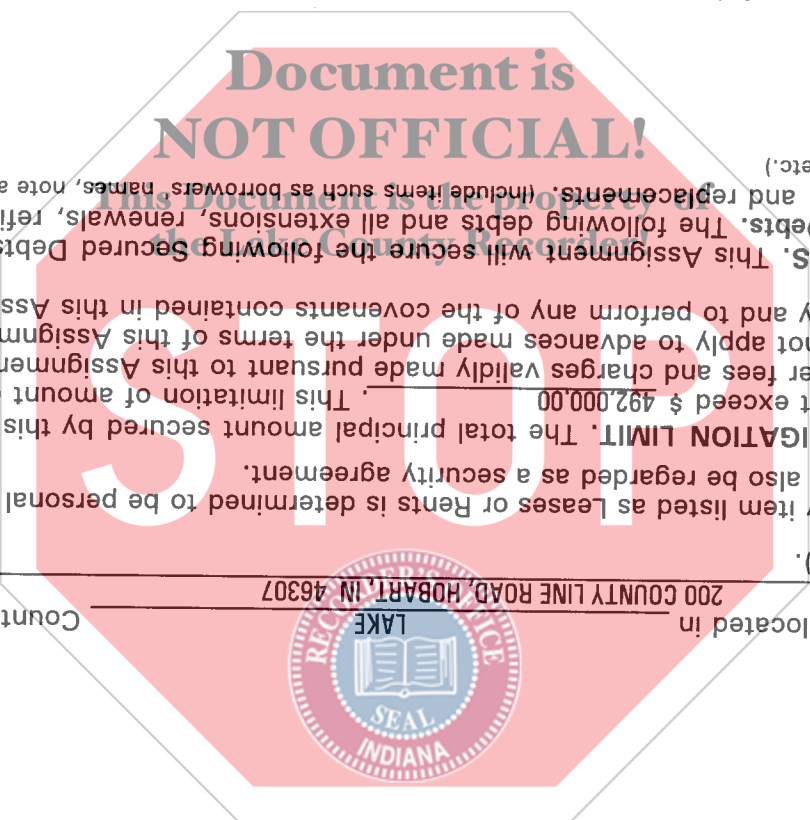 Document is
NOT OFFICIAL!
This Document is the property of
the Lake County Recorder!
STOP
RECORDER'S OFFICE
SEAL
INDIANA
located in LAKE Count
200 COUNTY LINE ROAD, HOBART, IN 46307
).
item listed as Leases or Rents is determined to be personal
also be regarded as a security agreement.
IGATION LIMIT. The total principal amount secured by this
t exceed $ 492,000.00. This limitation of amount
er fees and charges validly made pursuant to this Assignmen
not apply to advances made under the terms of this Assignm
y and to perform any of the covenants contained in this Ass
S. This Assignment will secure the following Secured Debts
ebts. The following debts and all extensions, renewals, refi
and replacements. (Include items such as borrowers' names, note a
etc.)